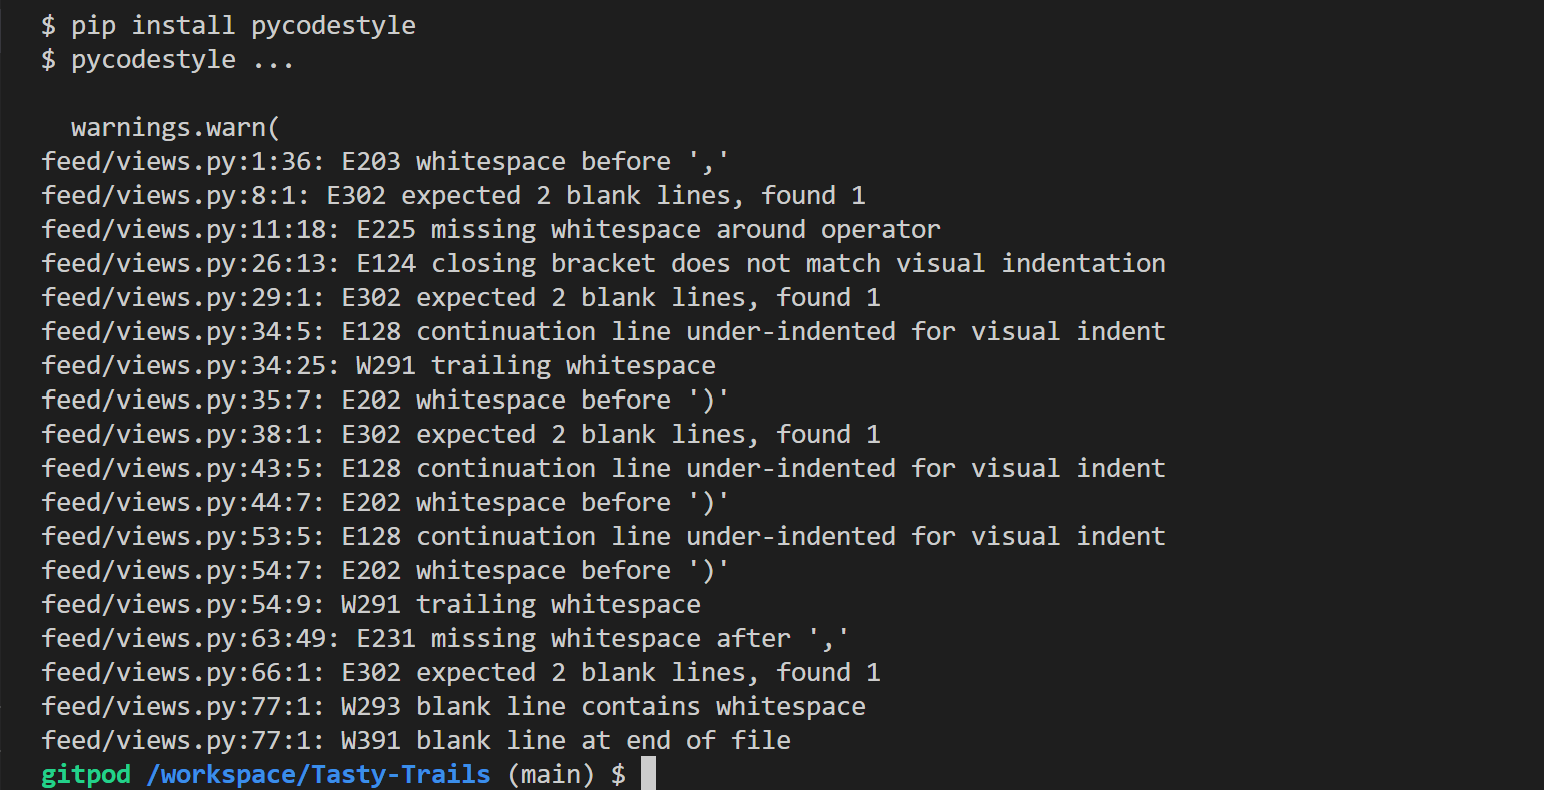 $ pip install pycodestyle
$ pycodestyle ...
warnings.warn(
feed/views.py:1:36: E203 whitespace before ','
feed/views.py:8:1: E302 expected 2 blank lines, found 1
feed/views.py:11:18: E225 missing whitespace around operator
feed/views.py:26:13: E124 closing bracket does not match visual indentation
feed/views.py:29:1: E302 expected 2 blank lines, found 1
feed/views.py:34:5: E128 continuation line under-indented for visual indent
feed/views.py:34:25: W291 trailing whitespace
feed/views.py:35:7: E202 whitespace before ')'
feed/views.py:38:1: E302 expected 2 blank lines, found 1
feed/views.py:43:5: E128 continuation line under-indented for visual indent
feed/views.py:44:7: E202 whitespace before ')'
feed/views.py:53:5: E128 continuation line under-indented for visual indent
feed/views.py:54:7: E202 whitespace before ')'
feed/views.py:54:9: W291 trailing whitespace
feed/views.py:63:49: E231 missing whitespace after ','
feed/views.py:66:1: E302 expected 2 blank lines, found 1
feed/views.py:77:1: W293 blank line contains whitespace
feed/views.py:77:1: W391 blank line at end of file
gitpod /workspace/Tasty-Trails (main) $